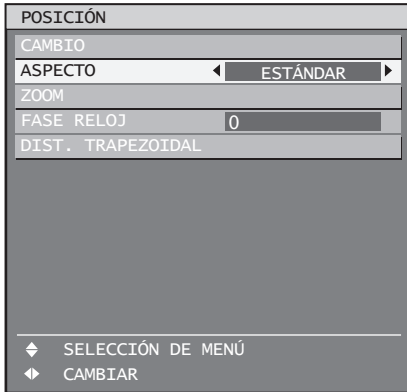 POSICIÓN
CAMBIO
ASPECTO ESTÁNDAR
ZOOM
FASE RELOJ 0
DIST. TRAPEZOIDAL
SELECCIÓN DE MENÚ
CAMBIAR